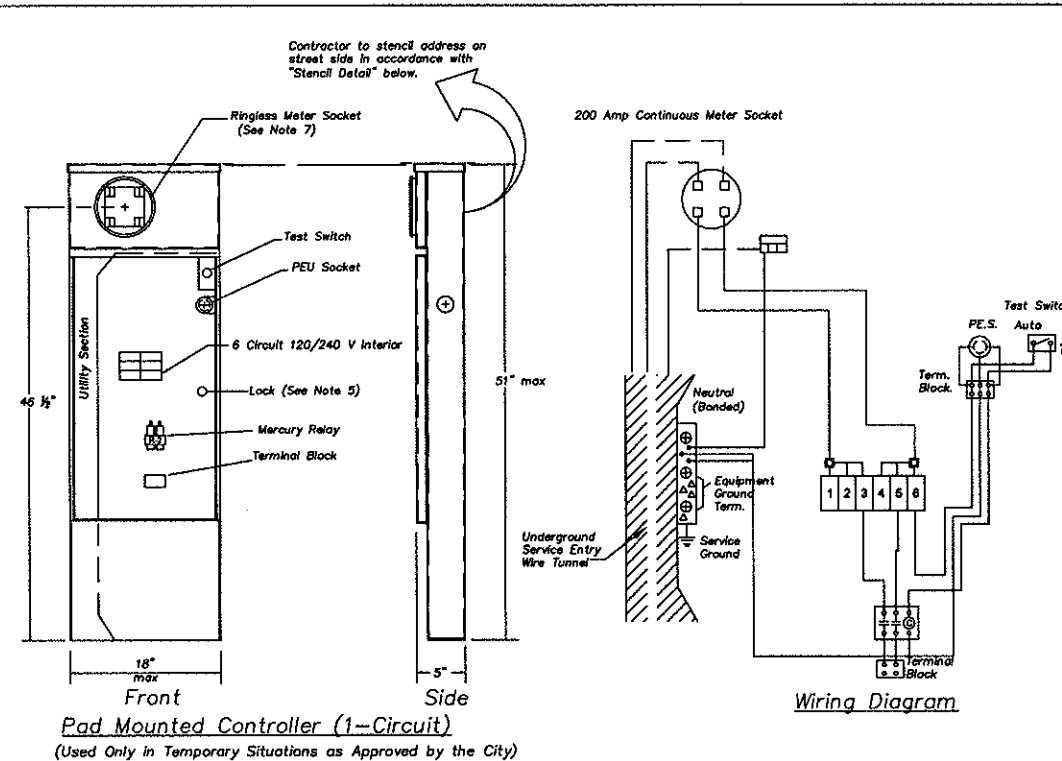 Contractor to stencil address on
street side in accordance with
"Stencil Detail" below.
Ringless Meter Socket
(See Note 7)
Test Switch
PEU Socket
6 Circuit 120/240 V Interior
Lock (See Note 5)
Mercury Relay
Terminal Block
Utility Section
46 ½"
18"
max
Front
51" max
5"
Side
Pad Mounted Controller (1-Circuit)
(Used Only in Temporary Situations as Approved by the City)
200 Amp Continuous Meter Socket
Test Switc
P.E.S.
Auto
Term.
Block.
Neutral
(Bonded)
1 2 3 4 5 6
Equipment
Ground
Term.
Underground
Service Entry
Wire Tunnel
Service
Ground
C
Terminal
Block
Wiring Diagram